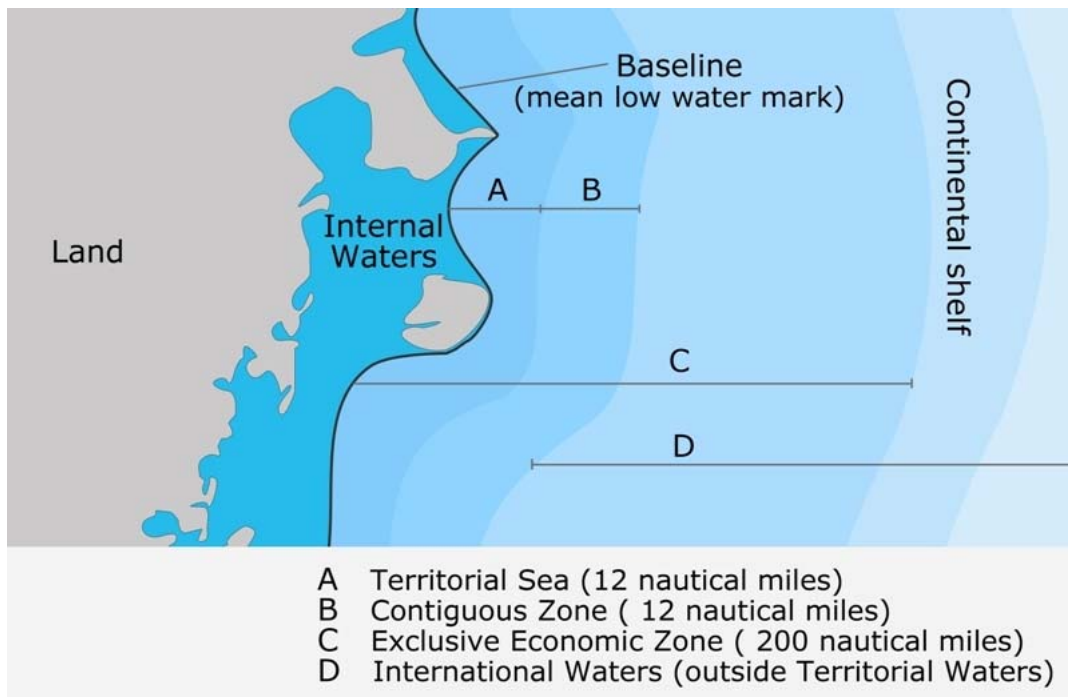 Baseline
(mean low water mark)
Continental shelf
A
B
Internal
Waters
Land
C
D
A Territorial Sea (12 nautical miles)
B Contiguous Zone ( 12 nautical miles)
C Exclusive Economic Zone ( 200 nautical miles)
D International Waters (outside Territorial Waters)